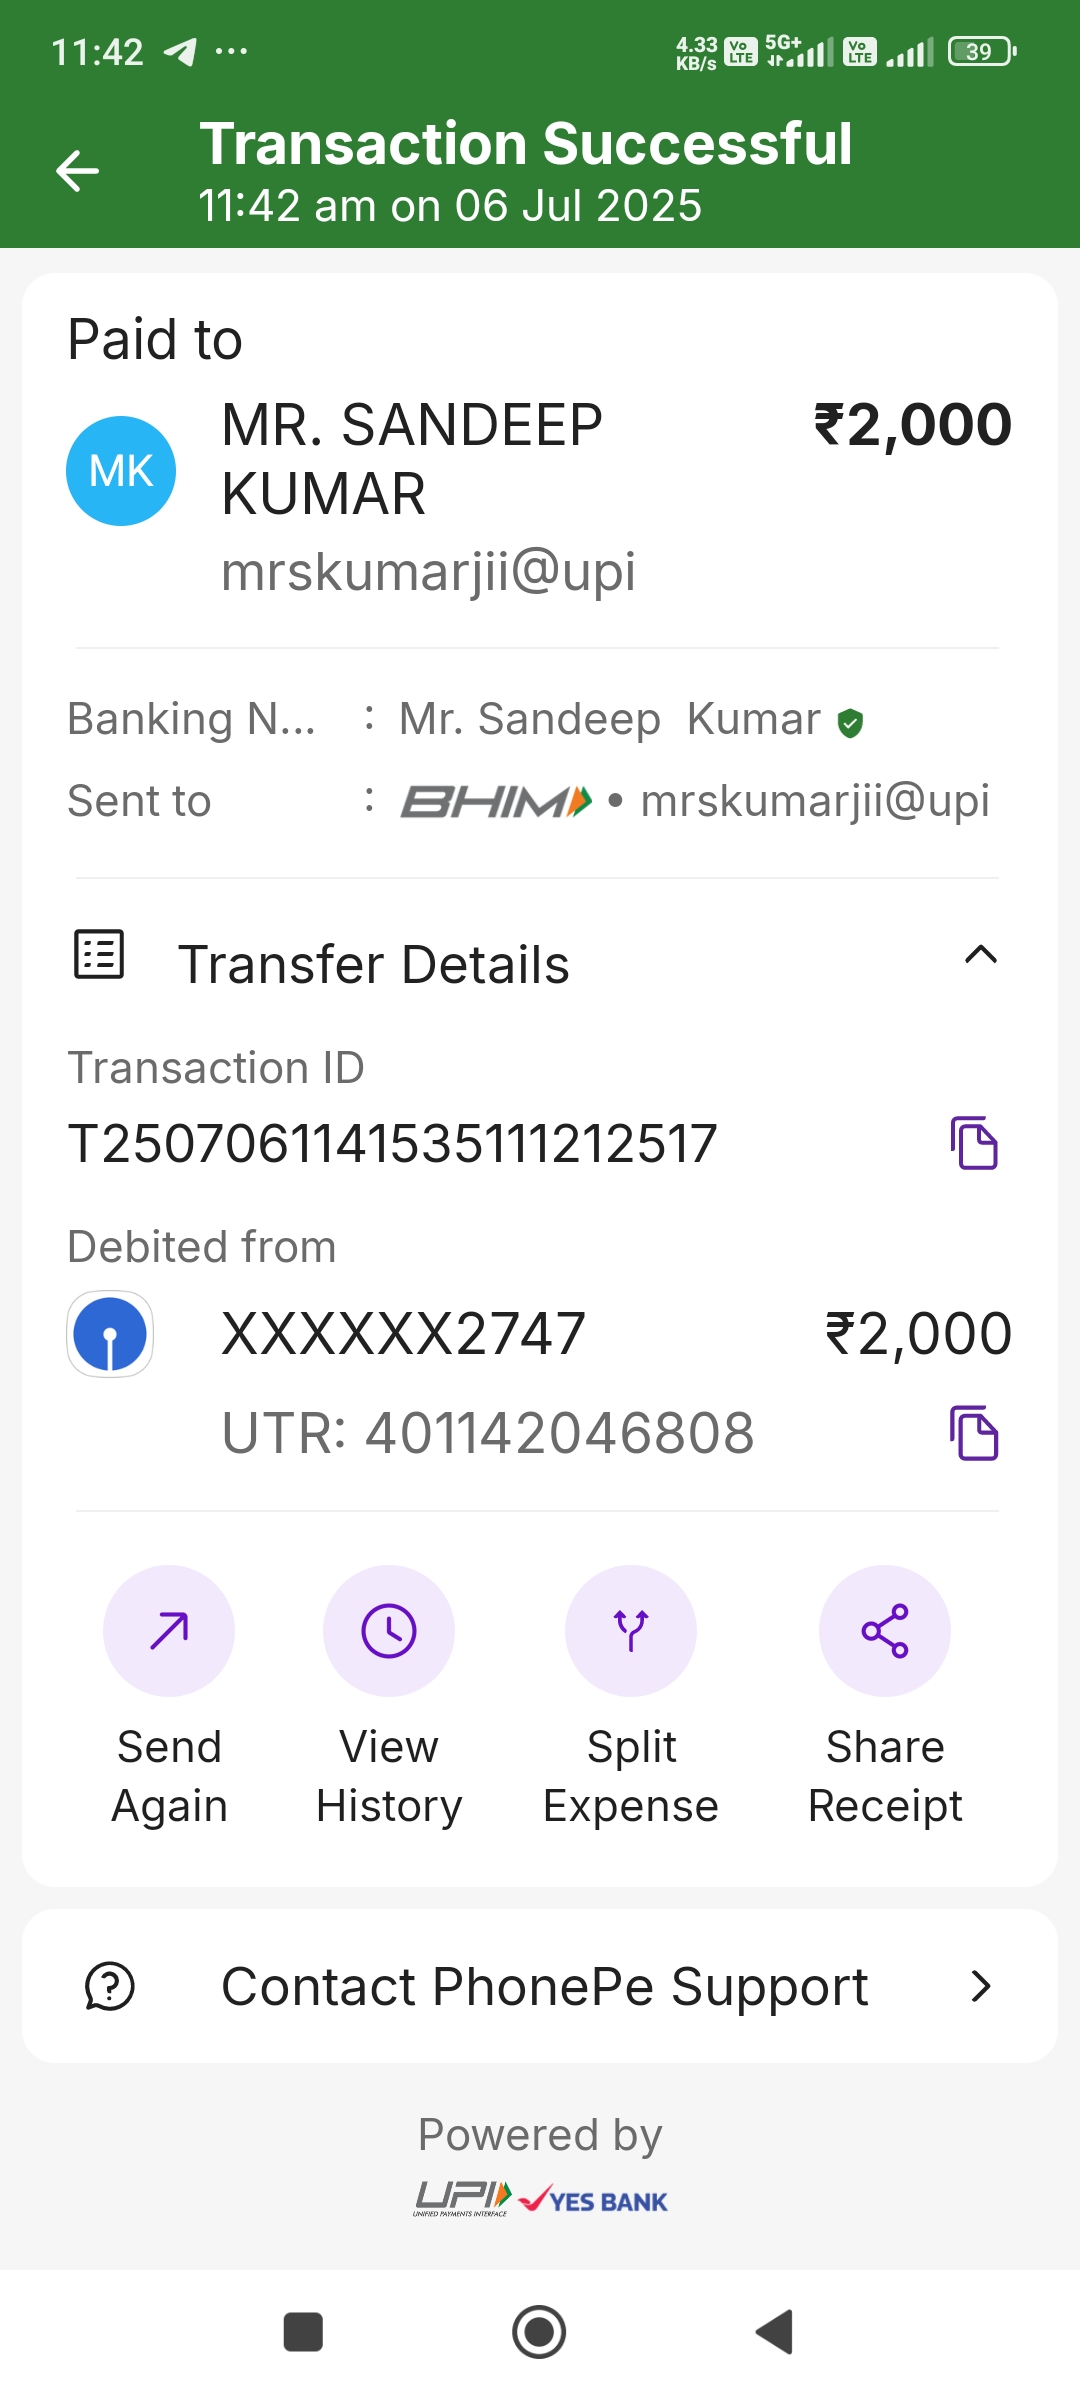 11:42
4.33 KB/s
Vo LTE
5G+
Vo LTE
39
Transaction Successful
11:42 am on 06 Jul 2025
Paid to
MK
MR. SANDEEP ₹2,000
KUMAR
mrskumarjii@upi
Banking N... : Mr. Sandeep  Kumar
Sent to : BHIM • mrskumarjii@upi
Transfer Details
Transaction ID
T2507061141535111212517
Debited from
XXXXXX2747 ₹2,000
UTR: 401142046808
Send Again
View History
Split Expense
Share Receipt
Contact PhonePe Support
Powered by
UPI YES BANK
UNIFIED PAYMENTS INTERFACE